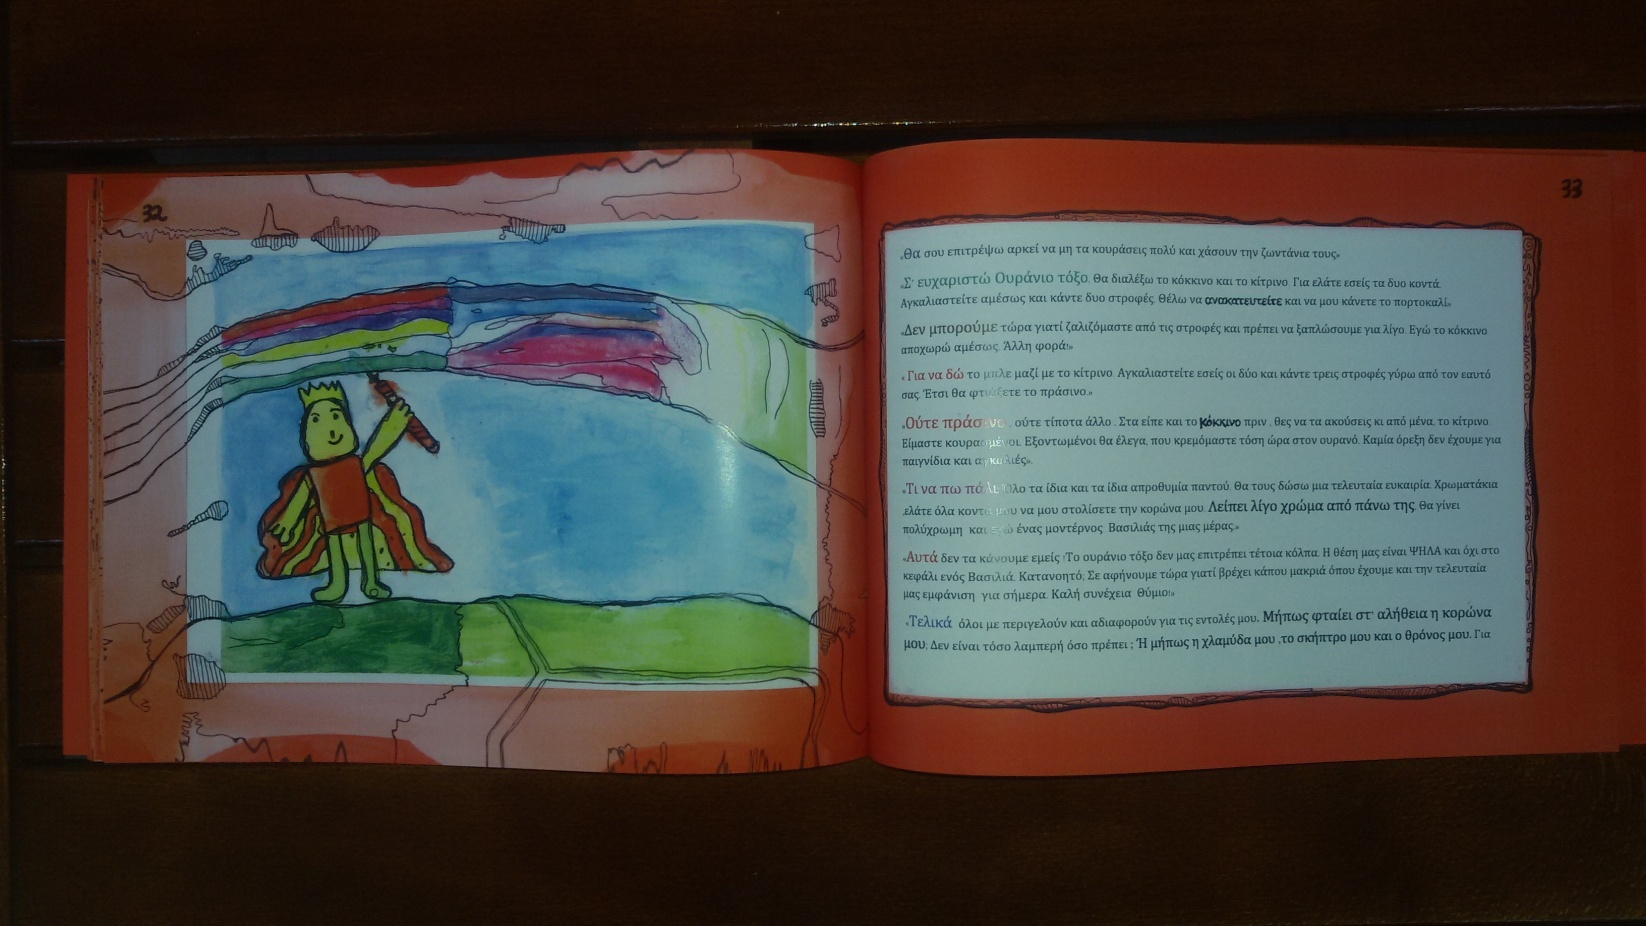 32
33
«Θα σου επιτρέψω αρκεί να μη τα κουράσεις πολύ και χάσουν την ζωντάνια τους»
«Σ' ευχαριστώ Ουράνιο τόξο. Θα διαλέξω το κόκκινο και το κίτρινο. Για ελάτε εσείς τα δυο κοντά.
Αγκαλιαστείτε αμέσως και κάντε δυο στροφές. Θέλω να ανακατευτείτε και να μου κάνετε το πορτοκαλί»
«Δεν μπορούμε τώρα γιατί ζαλιζόμαστε από τις στροφές και πρέπει να ξαπλώσουμε για λίγο. Εγώ το κόκκινο
αποχωρώ αμέσως. Άλλη φορά!»
«Για να δώ το μπλε μαζί με το κίτρινο. Αγκαλιαστείτε εσείς οι δύο και κάντε τρεις στροφές γύρω από τον εαυτό
σας. Έτσι θα φτιάξετε το πράσινο.»
«Ούτε πράσινο , ούτε τίποτα άλλο . Στα είπε και το κόκκινο πριν , θες να τα ακούσεις κι από μένα, το κίτρινο.
Είμαστε κουρασμένοι. Εξοντωμένοι θα έλεγα, που κρεμόμαστε τόση ώρα στον ουρανό. Καμία όρεξη δεν έχουμε για
παιγνίδια και αγκαλιές».
«Τι να πω πάλι. Όλο τα ίδια και τα ίδια απροθυμία παντού. Θα τους δώσω μια τελευταία ευκαιρία. Χρωματάκια
,ελάτε όλα κοντά μου να μου στολίσετε την κορώνα μου. Λείπει λίγο χρώμα από πάνω της. Θα γίνει
πολύχρωμη και εγώ ένας μοντέρνος Βασιλιάς της μιας μέρας.»
«Αυτά δεν τα κάνουμε εμείς !Το ουράνιο τόξο δεν μας επιτρέπει τέτοια κόλπα. Η θέση μας είναι ΨΗΛΑ και όχι στο
κεφάλι ενός Βασιλιά. Κατανοητό; Σε αφήνουμε τώρα γιατί βρέχει κάπου μακριά όπου έχουμε και την τελευταία
μας εμφάνιση για σήμερα. Καλή συνέχεια Θύμιο!»
«Τελικά όλοι με περιγελούν και αδιαφορούν για τις εντολές μου. Μήπως φταίει στ' αλήθεια η κορώνα
μου; Δεν είναι τόσο λαμπερή όσο πρέπει ; Ή μήπως η χλαμύδα μου ,το σκήπτρο μου και ο θρόνος μου. Για